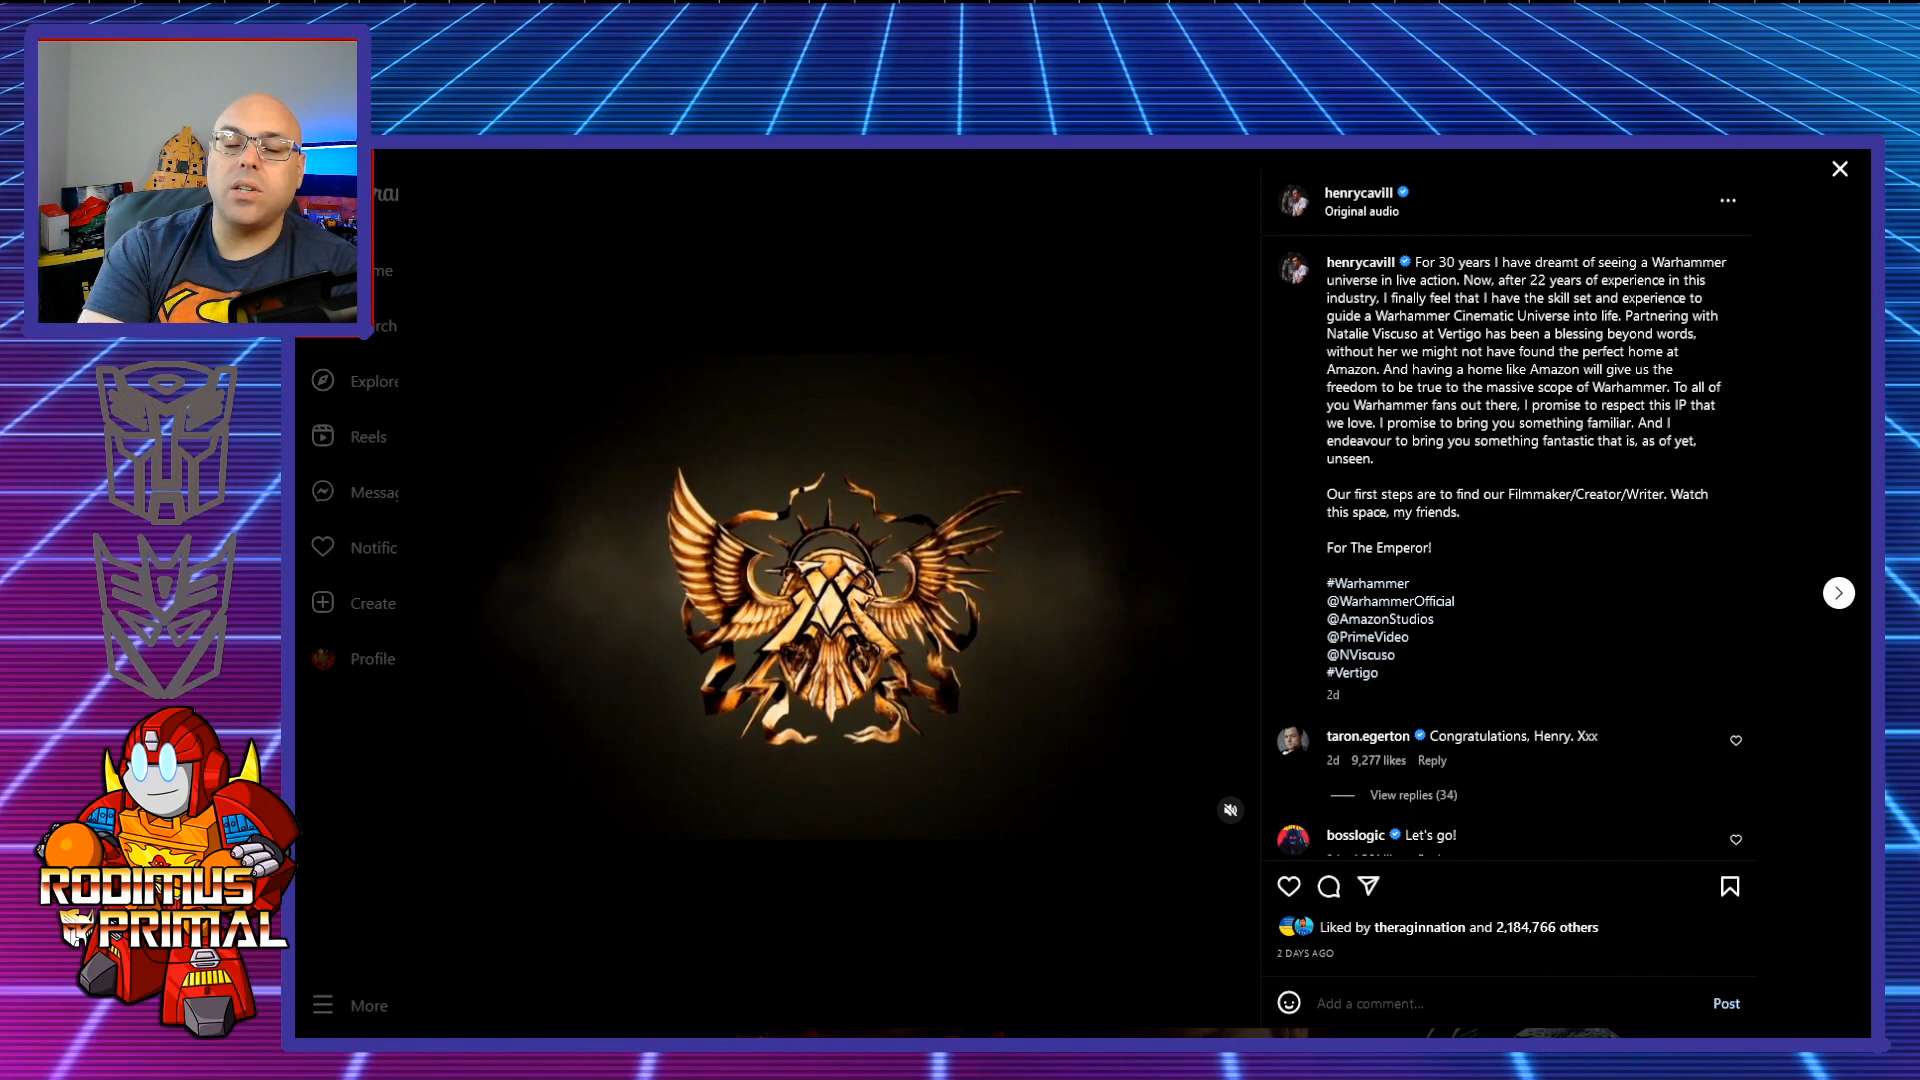 henrycavill
Original audio
henrycavill For 30 years I have dreamt of seeing a Warhammer
universe in live action. Now, after 22 years of experience in this
industry, I finally feel that I have the skill set and experience to
guide a Warhammer Cinematic Universe into life. Partnering with
Natalie Viscuso at Vertigo has been a blessing beyond words,
without her we might not have found the perfect home at
Amazon. And having a home like Amazon will give us the
freedom to be true to the massive scope of Warhammer. To all of
you Warhammer fans out there, I promise to respect this IP that
we love. I promise to bring you something familiar. And I
endeavour to bring you something fantastic that is, as of yet,
unseen.
Our first steps are to find our Filmmaker/Creator/Writer. Watch
this space, my friends.
For The Emperor!
#Warhammer
@WarhammerOfficial
@AmazonStudios
@PrimeVideo
@NViscuso
#Vertigo
2d
taron.egerton Congratulations, Henry. Xxx
2d 9,277 likes Reply
View replies (34)
bosslogic Let's go!
Liked by theraginnation and 2,184,766 others
2 DAYS AGO
Add a comment...
Post
ran
me
rch
Explore
Reels
Messag
Notific
Create
Profile
More
RODIMUS
PRIMAL